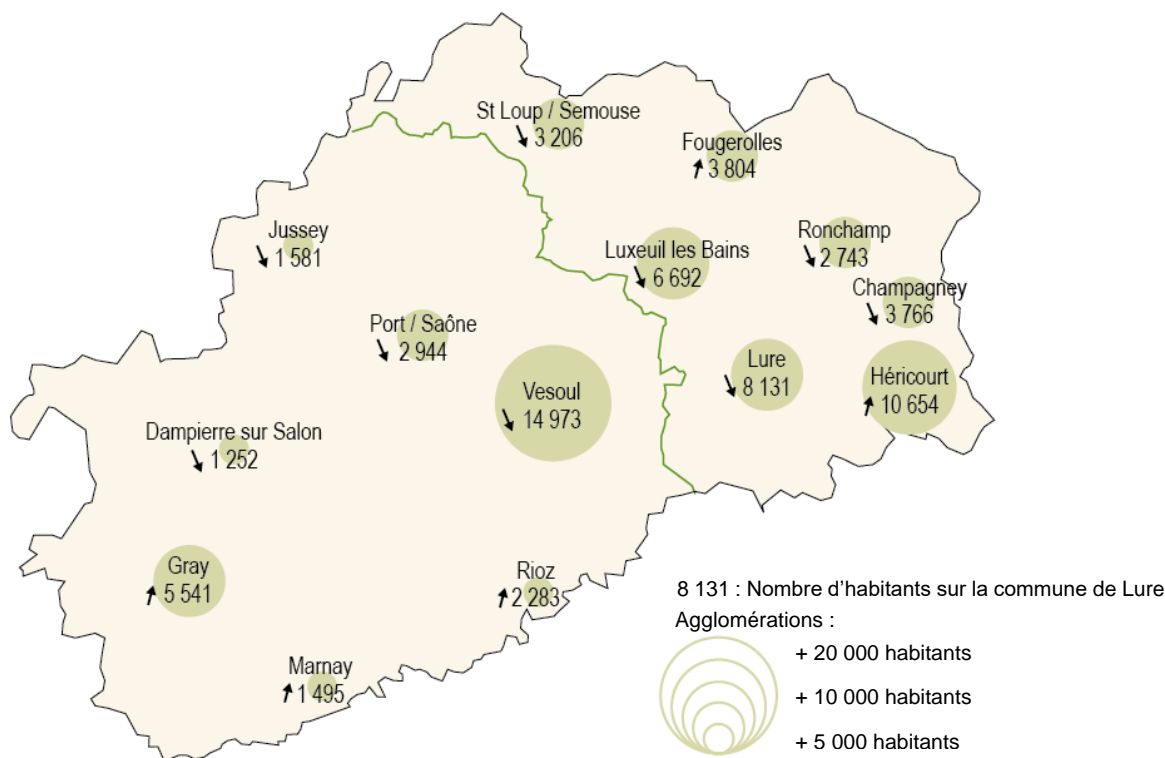 St Loup / Semouse
3 206
Fougerolles
3 804
Jussey
1 581
Luxeuil les Bains
6 692
Ronchamp
2 743
Champagney
3 766
Port / Saône
2 944
Vesoul
14 973
Lure
8 131
Héricourt
10 654
Dampierre sur Salon
1 252
Gray
5 541
Rioz
2 283
Marnay
1 495
8 131 : Nombre d’habitants sur la commune de Lure
Agglomérations :
+ 20 000 habitants
+ 10 000 habitants
+ 5 000 habitants